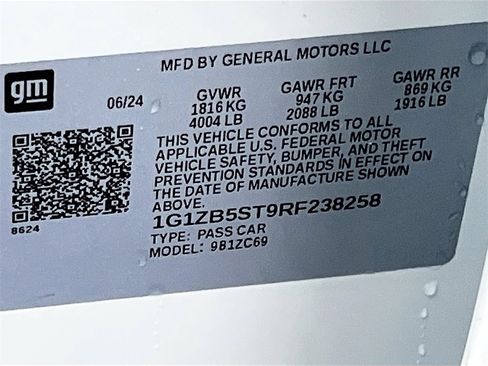 MFD BY GENERAL MOTORS LLC
gm
06/24 GVWR GAWR FRT GAWR RR
1816 KG 947 KG 869 KG
4004 LB 2088 LB 1916 LB
THIS VEHICLE CONFORMS TO ALL
APPLICABLE U.S. FEDERAL MOTOR
VEHICLE SAFETY, BUMPER, AND THEFT
PREVENTION STANDARDS IN EFFECT ON
THE DATE OF MANUFACTURE SHOWN
ABOVE.
8624
1G1ZB5ST9RF238258
TYPE: PASS CAR
MODEL: 9B1ZC69